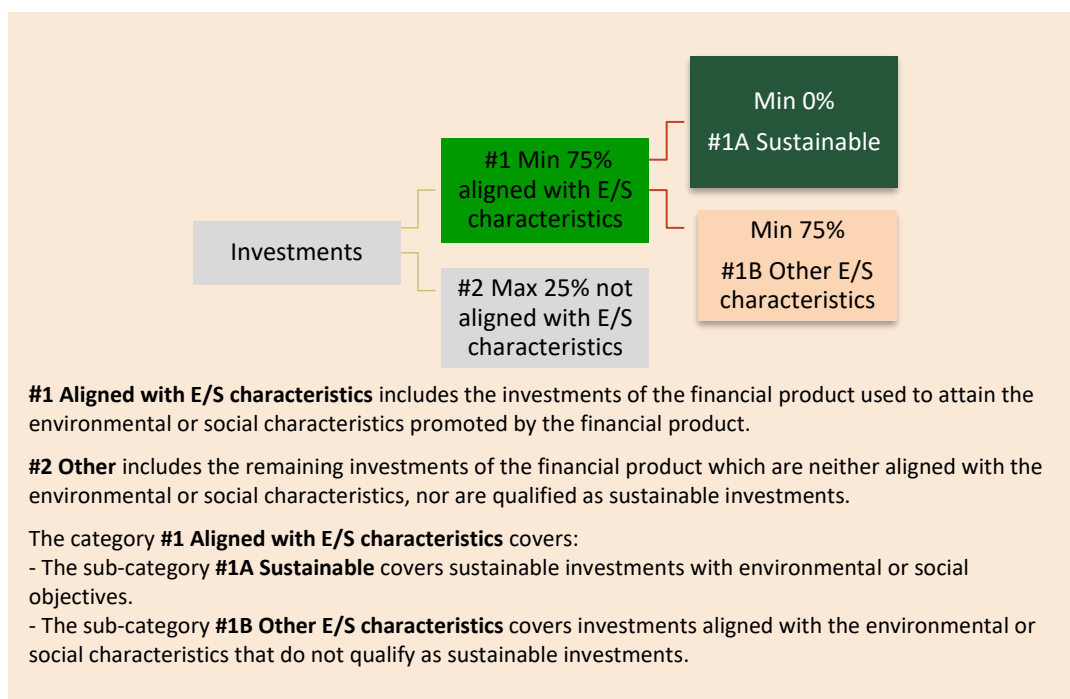 Min 0%
#1A Sustainable
#1 Min 75%
aligned with E/S
characteristics
Min 75%
#1B Other E/S
characteristics
Investments
#2 Max 25% not
aligned with E/S
characteristics
#1 Aligned with E/S characteristics includes the investments of the financial product used to attain the
environmental or social characteristics promoted by the financial product.
#2 Other includes the remaining investments of the financial product which are neither aligned with the
environmental or social characteristics, nor are qualified as sustainable investments.
The category #1 Aligned with E/S characteristics covers:
- The sub-category #1A Sustainable covers sustainable investments with environmental or social
objectives.
- The sub-category #1B Other E/S characteristics covers investments aligned with the environmental or
social characteristics that do not qualify as sustainable investments.